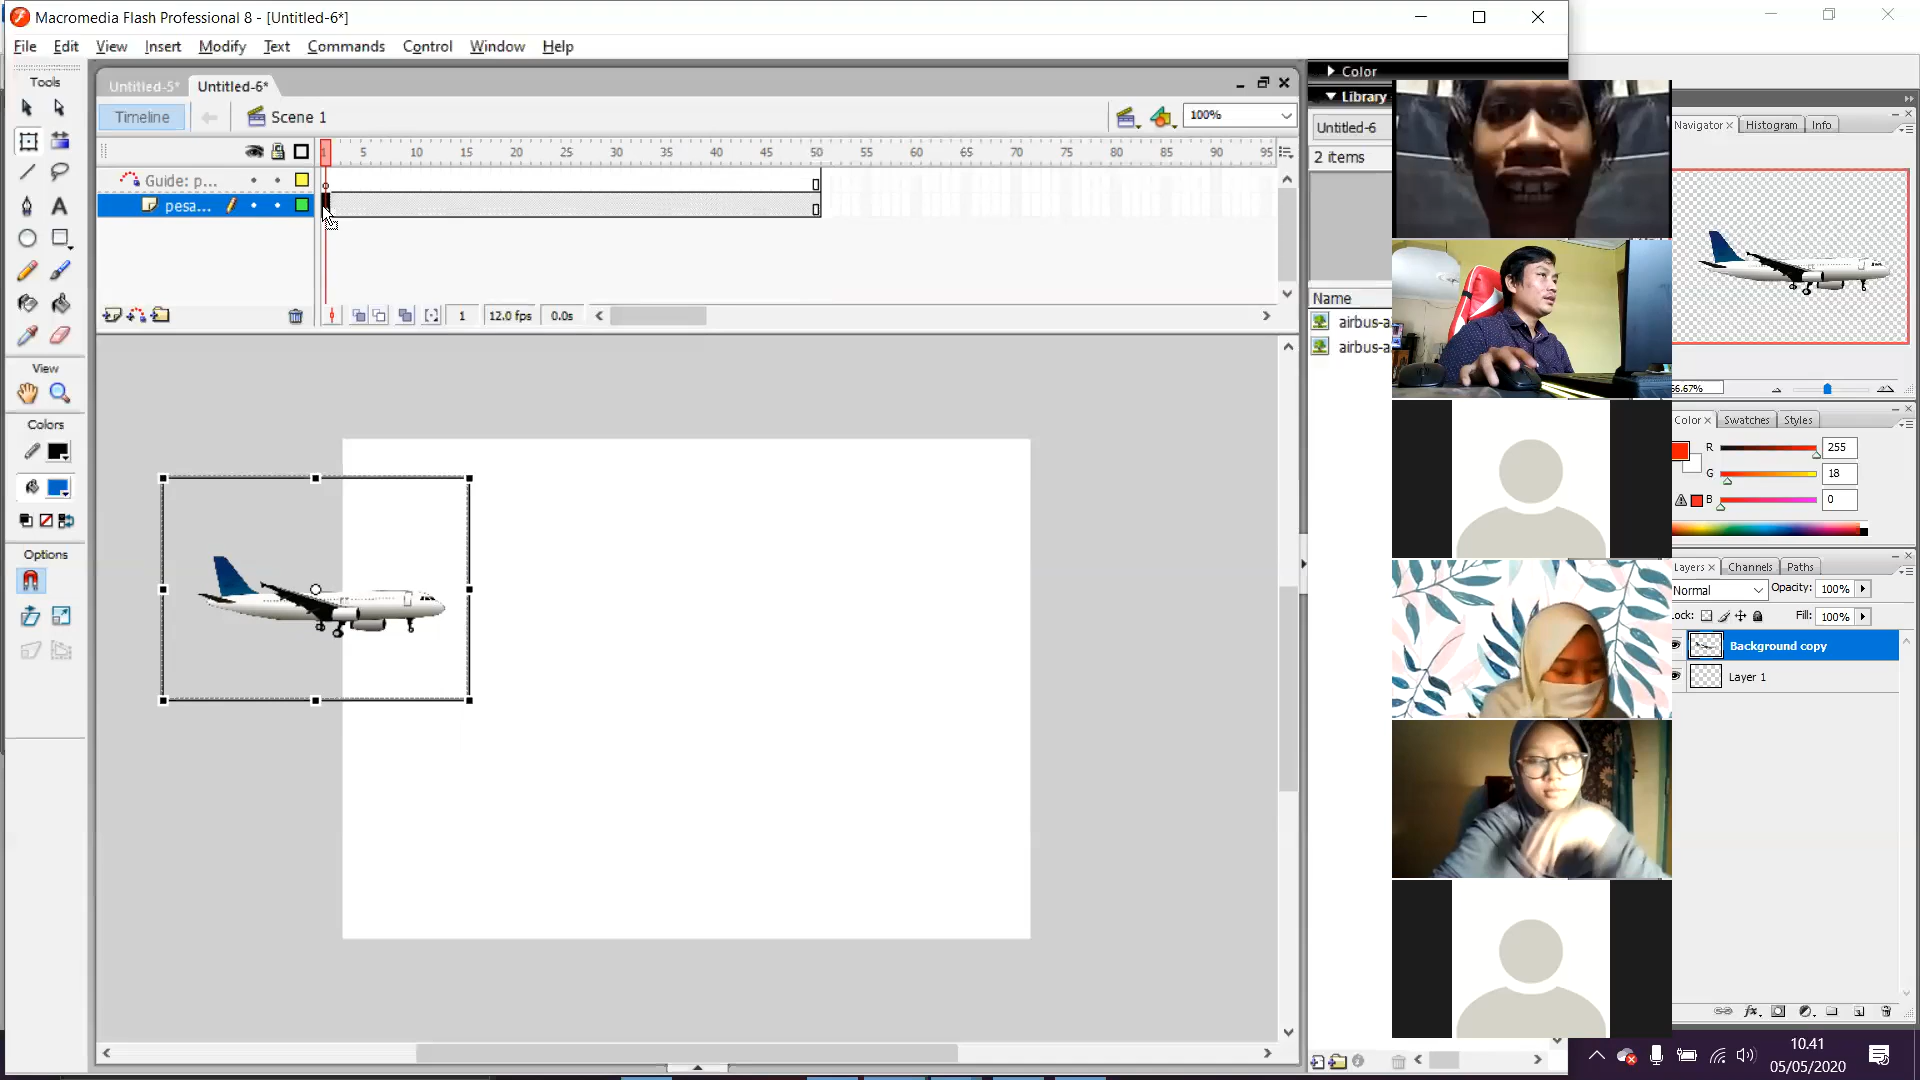 Macromedia Flash Professional 8 - [Untitled-6*]
File Edit View Insert Modify Text Commands Control Window Help
Tools
Untitled-5* Untitled-6*
Timeline
Scene 1
100%
Color
Library
Untitled-6
2 items
Navigator Histogram Info
1 5 10 15 20 25 30 35 40 45 50 55 60 65 70 75 80 85 90 95
Guide: p...
pesa...
1 12.0 fps 0.0s
Name
airbus-a
airbus-a
View
Colors
Options
Color Swatches Styles
R 255
G 18
B 0
Layers Channels Paths
Normal Opacity: 100%
Fill: 100%
Background copy
Layer 1
10.41
05/05/2020